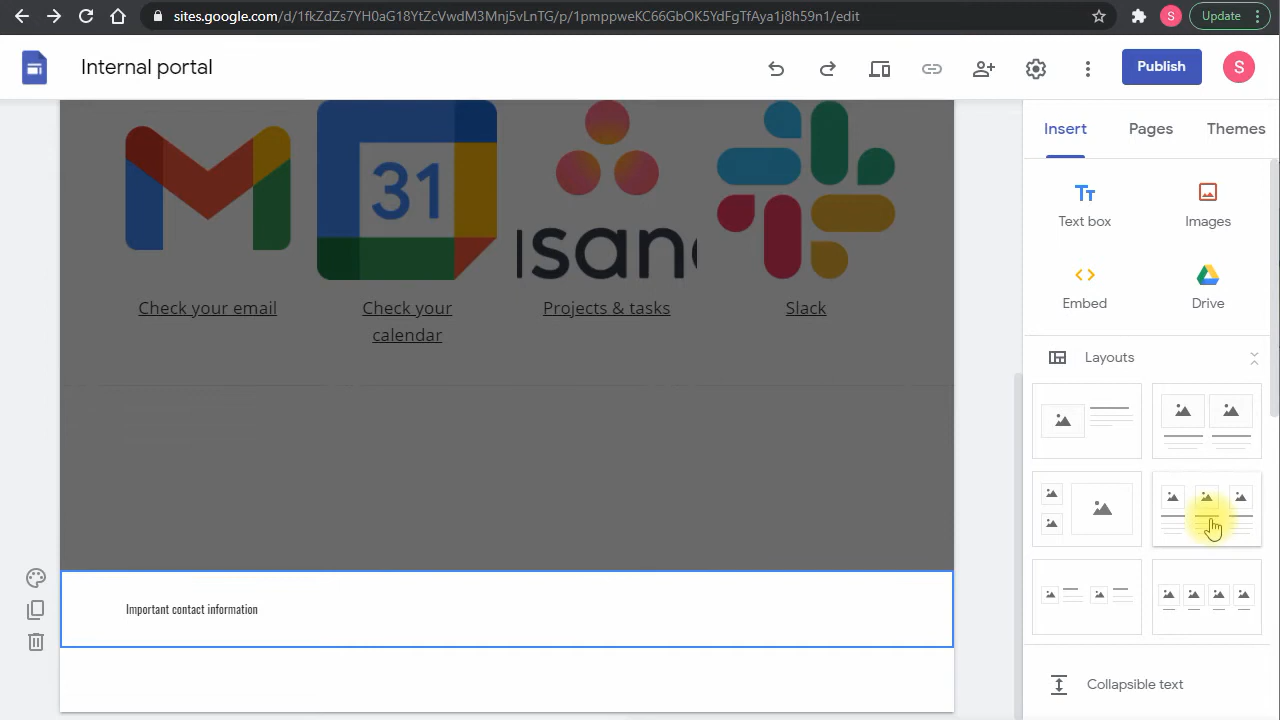 sites.google.com/d/1fkZdZs7YH0aG18YtZcVwdM3Mnj5vLnTG/p/1pmppweKC66GbOK5YdFgTfAya1j8h59n1/edit
S
Update
Internal portal
Publish
S
Insert
Pages
Themes
31
Check your email
Check your
calendar
Projects & tasks
Slack
Text box
Images
Embed
Drive
Layouts
Important contact information
Collapsible text